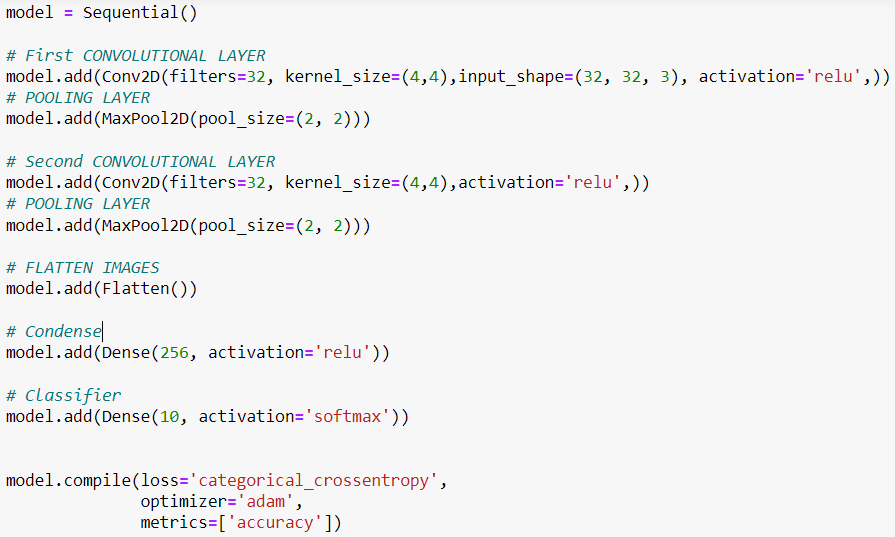 model = Sequential()
# First CONVOLUTIONAL LAYER
model.add(Conv2D(filters=32, kernel_size=(4,4),input_shape=(32, 32, 3), activation='relu',))
# POOLING LAYER
model.add(MaxPool2D(pool_size=(2, 2)))
# Second CONVOLUTIONAL LAYER
model.add(Conv2D(filters=32, kernel_size=(4,4),activation='relu',))
# POOLING LAYER
model.add(MaxPool2D(pool_size=(2, 2)))
# FLATTEN IMAGES
model.add(Flatten())
# Condense
model.add(Dense(256, activation='relu'))
# Classifier
model.add(Dense(10, activation='softmax'))
model.compile(loss='categorical_crossentropy',
              optimizer='adam',
              metrics=['accuracy'])